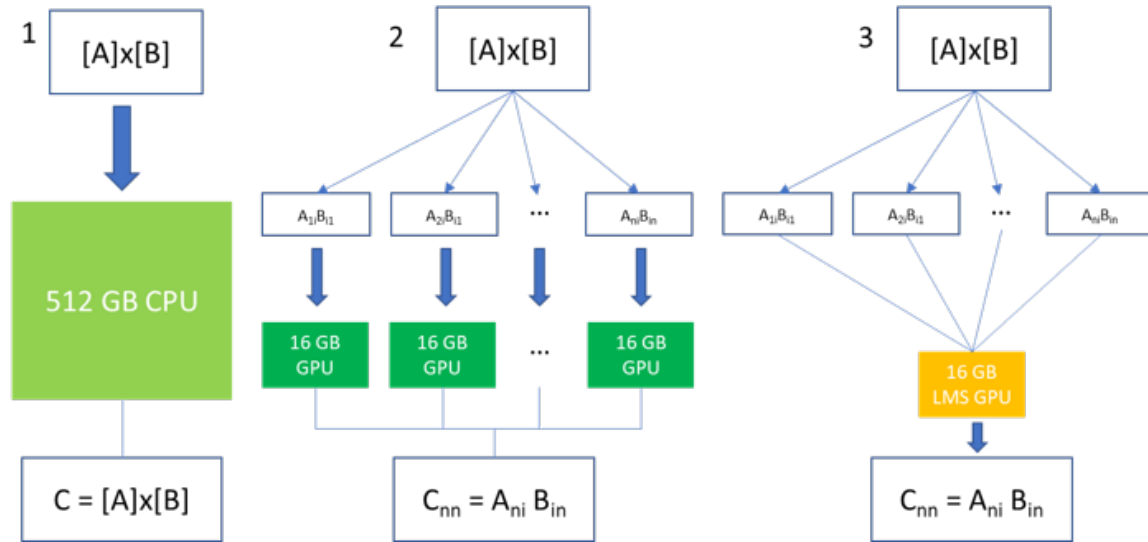 1
[A]x[B]
512 GB CPU
C = [A]x[B]
2
[A]x[B]
A₁ᵢBᵢ₁
A₂ᵢBᵢ₁
...
AₙᵢBᵢₙ
16 GB
GPU
16 GB
GPU
...
16 GB
GPU
Cₙₙ = Aₙᵢ Bᵢₙ
3
[A]x[B]
A₁ᵢBᵢ₁
A₂ᵢBᵢ₁
...
AₙᵢBᵢₙ
16 GB
LMS GPU
Cₙₙ = Aₙᵢ Bᵢₙ